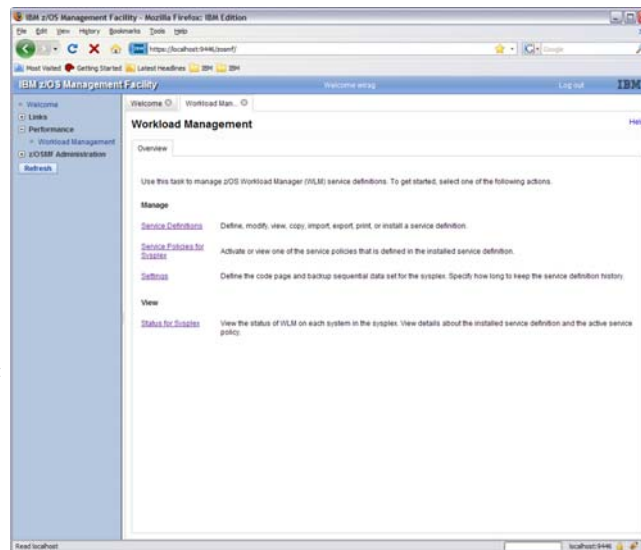 IBM z/OS Management Facility - Mozilla Firefox: IBM Edition
File Edit View History Bookmarks Tools Help
https://localhost:9446/zosmf/
Google
Most Visited Getting Started Latest Headlines IBM IBM
IBM z/OS Management Facility Welcome Log out IBM
Welcome
Links
Performance
Workload Management
z/OSMF Administration
Refresh
Welcome Workload Man..
Workload Management
Help
Overview
Use this task to manage z/OS Workload Manager (WLM) service definitions. To get started, select one of the following actions.
Manage
Service Definitions Define, modify, view, copy, import, export, print, or install a service definition.
Service Policies for Sysplex Activate or view one of the service policies that is defined in the installed service definition.
Settings Define the code page and backup sequential data set for the sysplex. Specify how long to keep the service definition history.
View
Status for Sysplex View the status of WLM on each system in the sysplex. View details about the installed service definition and the active service policy.
Read localhost
localhost:9446